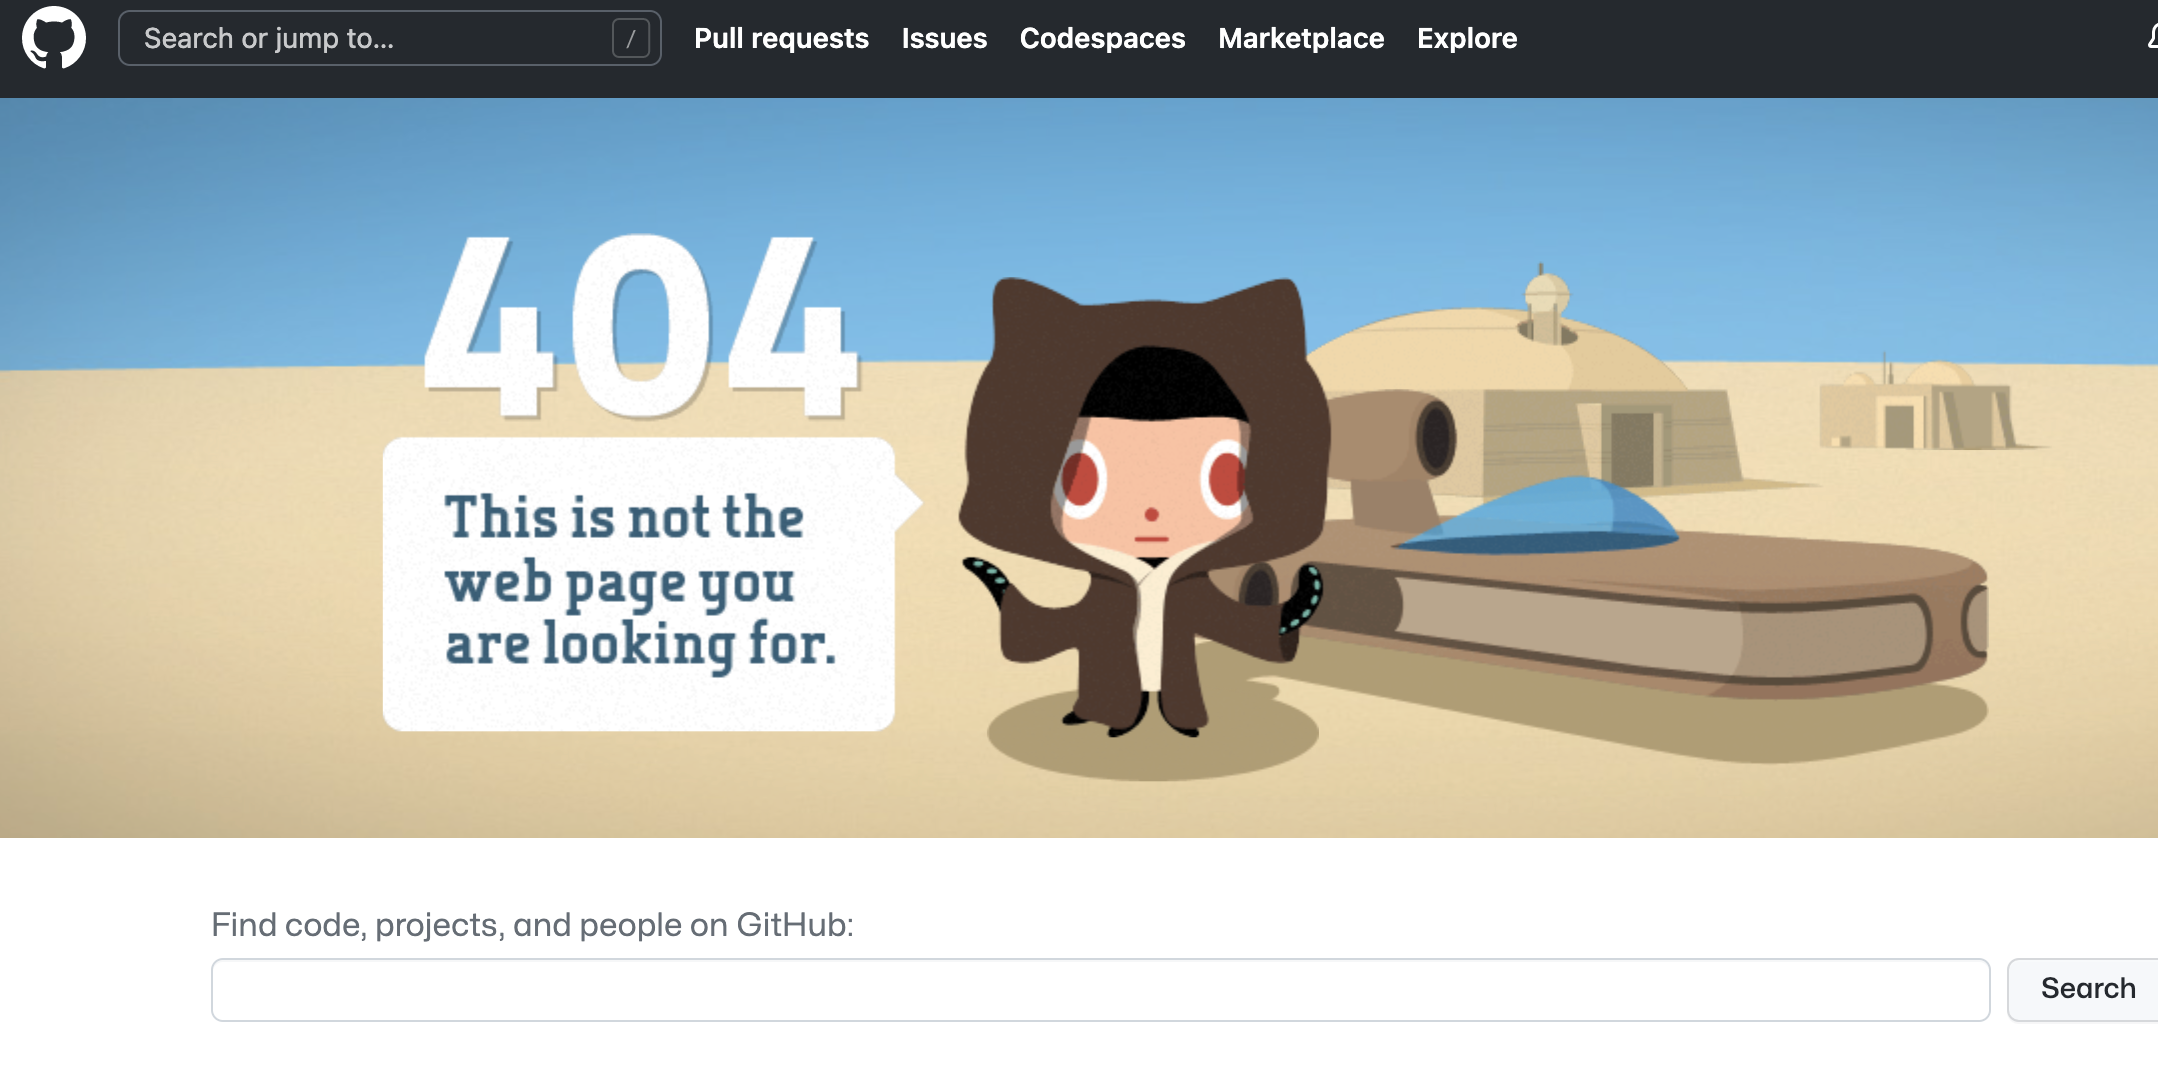 Search or jump to... /
Pull requests Issues Codespaces Marketplace Explore
404
This is not the
web page you
are looking for.
Find code, projects, and people on GitHub:
Search